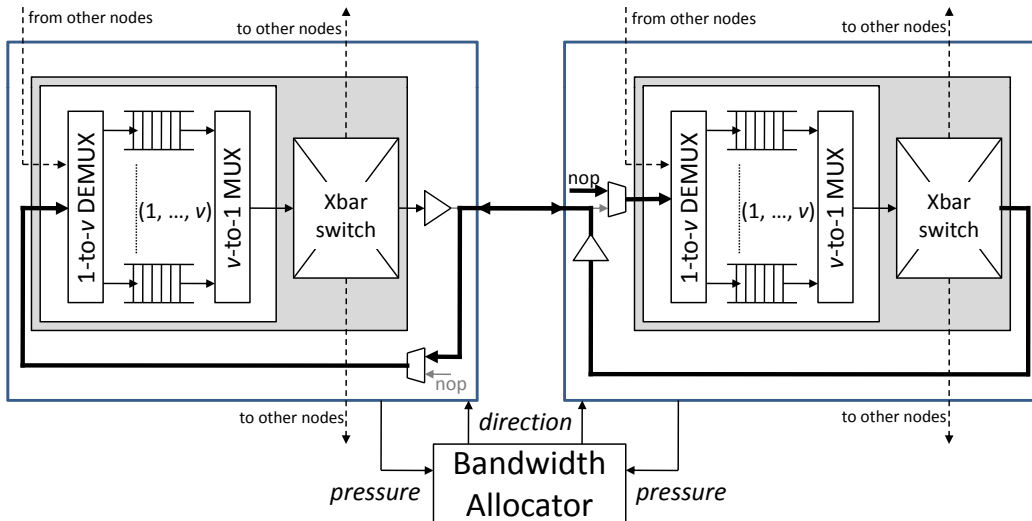 from other nodes
to other nodes
1-to-v DEMUX
(1, ..., v)
v-to-1 MUX
Xbar
switch
nop
to other nodes
from other nodes
to other nodes
nop
1-to-v DEMUX
(1, ..., v)
v-to-1 MUX
Xbar
switch
to other nodes
direction
pressure
Bandwidth
Allocator
pressure